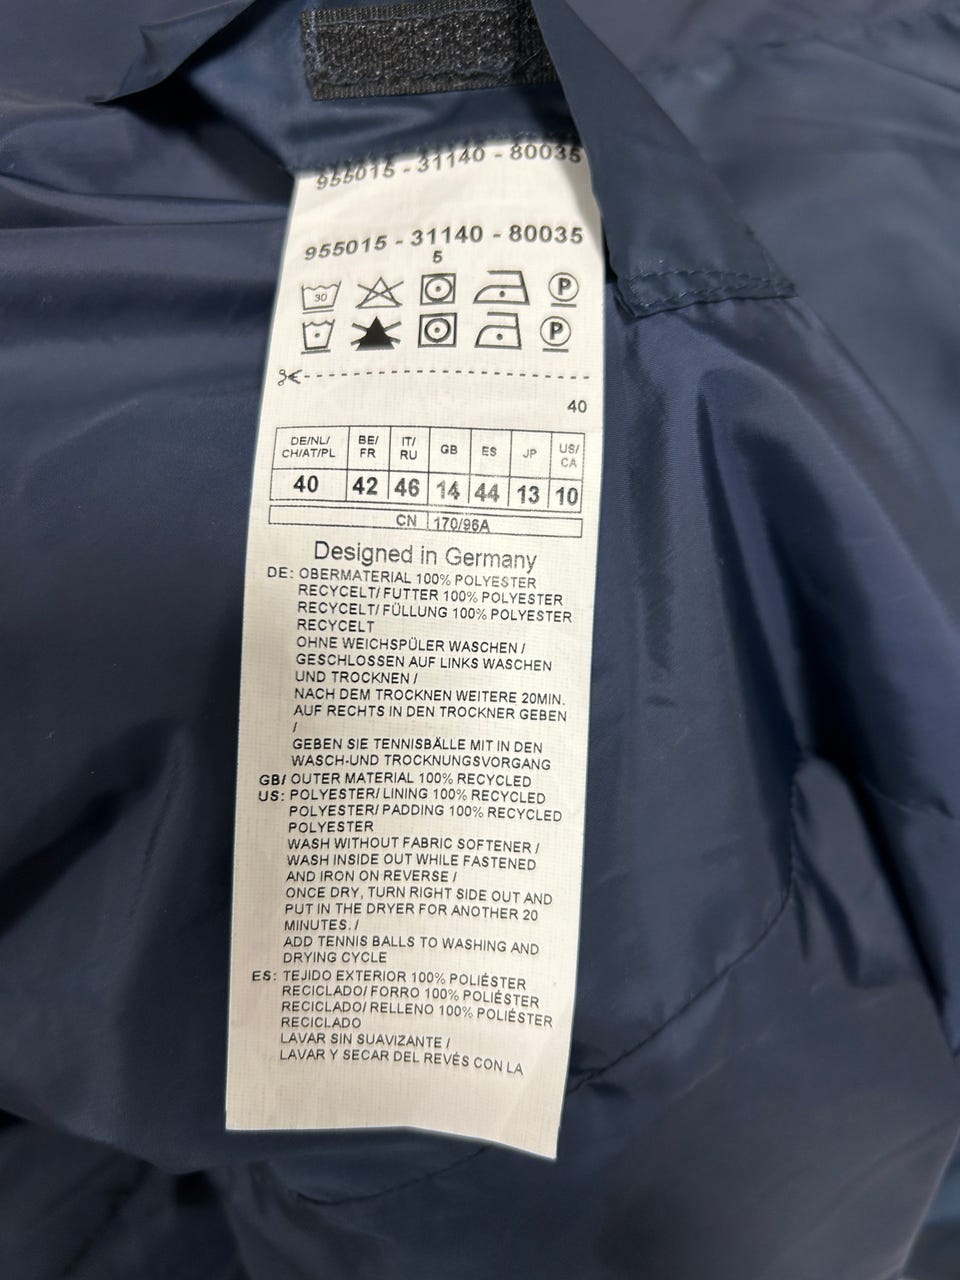 955015 - 31140 - 80035
955015 - 31140 - 80035
5
30 P
P
40
DE/NL/ CH/AT/PL BE/ FR IT/ RU GB ES JP US/ CA
40 42 46 14 44 13 10
CN 170/96A
Designed in Germany
DE: OBERMATERIAL 100% POLYESTER
RECYCELT/ FUTTER 100% POLYESTER
RECYCELT/ FÜLLUNG 100% POLYESTER
RECYCELT
OHNE WEICHSPÜLER WASCHEN /
GESCHLOSSEN AUF LINKS WASCHEN
UND TROCKNEN /
NACH DEM TROCKNEN WEITERE 20MIN.
AUF RECHTS IN DEN TROCKNER GEBEN
/
GEBEN SIE TENNISBÄLLE MIT IN DEN
WASCH-UND TROCKNUNGSVORGANG
GB/ OUTER MATERIAL 100% RECYCLED
US: POLYESTER/ LINING 100% RECYCLED
POLYESTER/ PADDING 100% RECYCLED
POLYESTER
WASH WITHOUT FABRIC SOFTENER /
WASH INSIDE OUT WHILE FASTENED
AND IRON ON REVERSE /
ONCE DRY, TURN RIGHT SIDE OUT AND
PUT IN THE DRYER FOR ANOTHER 20
MINUTES. /
ADD TENNIS BALLS TO WASHING AND
DRYING CYCLE
ES: TEJIDO EXTERIOR 100% POLIÉSTER
RECICLADO/ FORRO 100% POLIÉSTER
RECICLADO/ RELLENO 100% POLIÉSTER
RECICLADO
LAVAR SIN SUAVIZANTE /
LAVAR Y SECAR DEL REVÉS CON LA